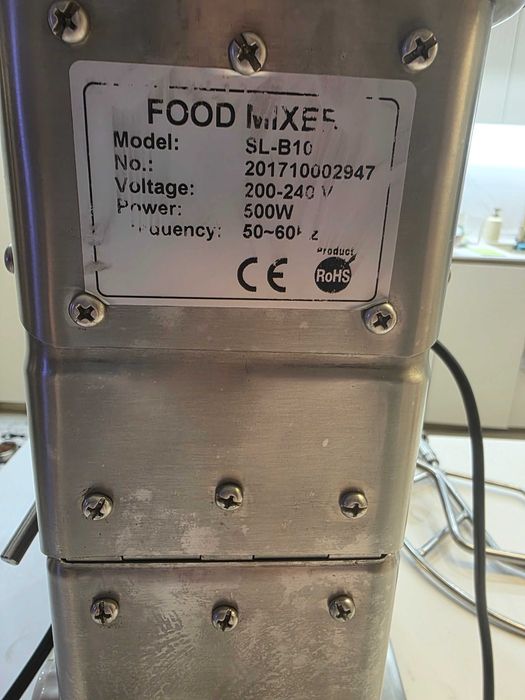 FOOD MIXER
Model: SL-B10
No.: 201710002947
Voltage: 200-240 V
Power: 500W
Frequency: 50~60Hz
Product
CE RoHS